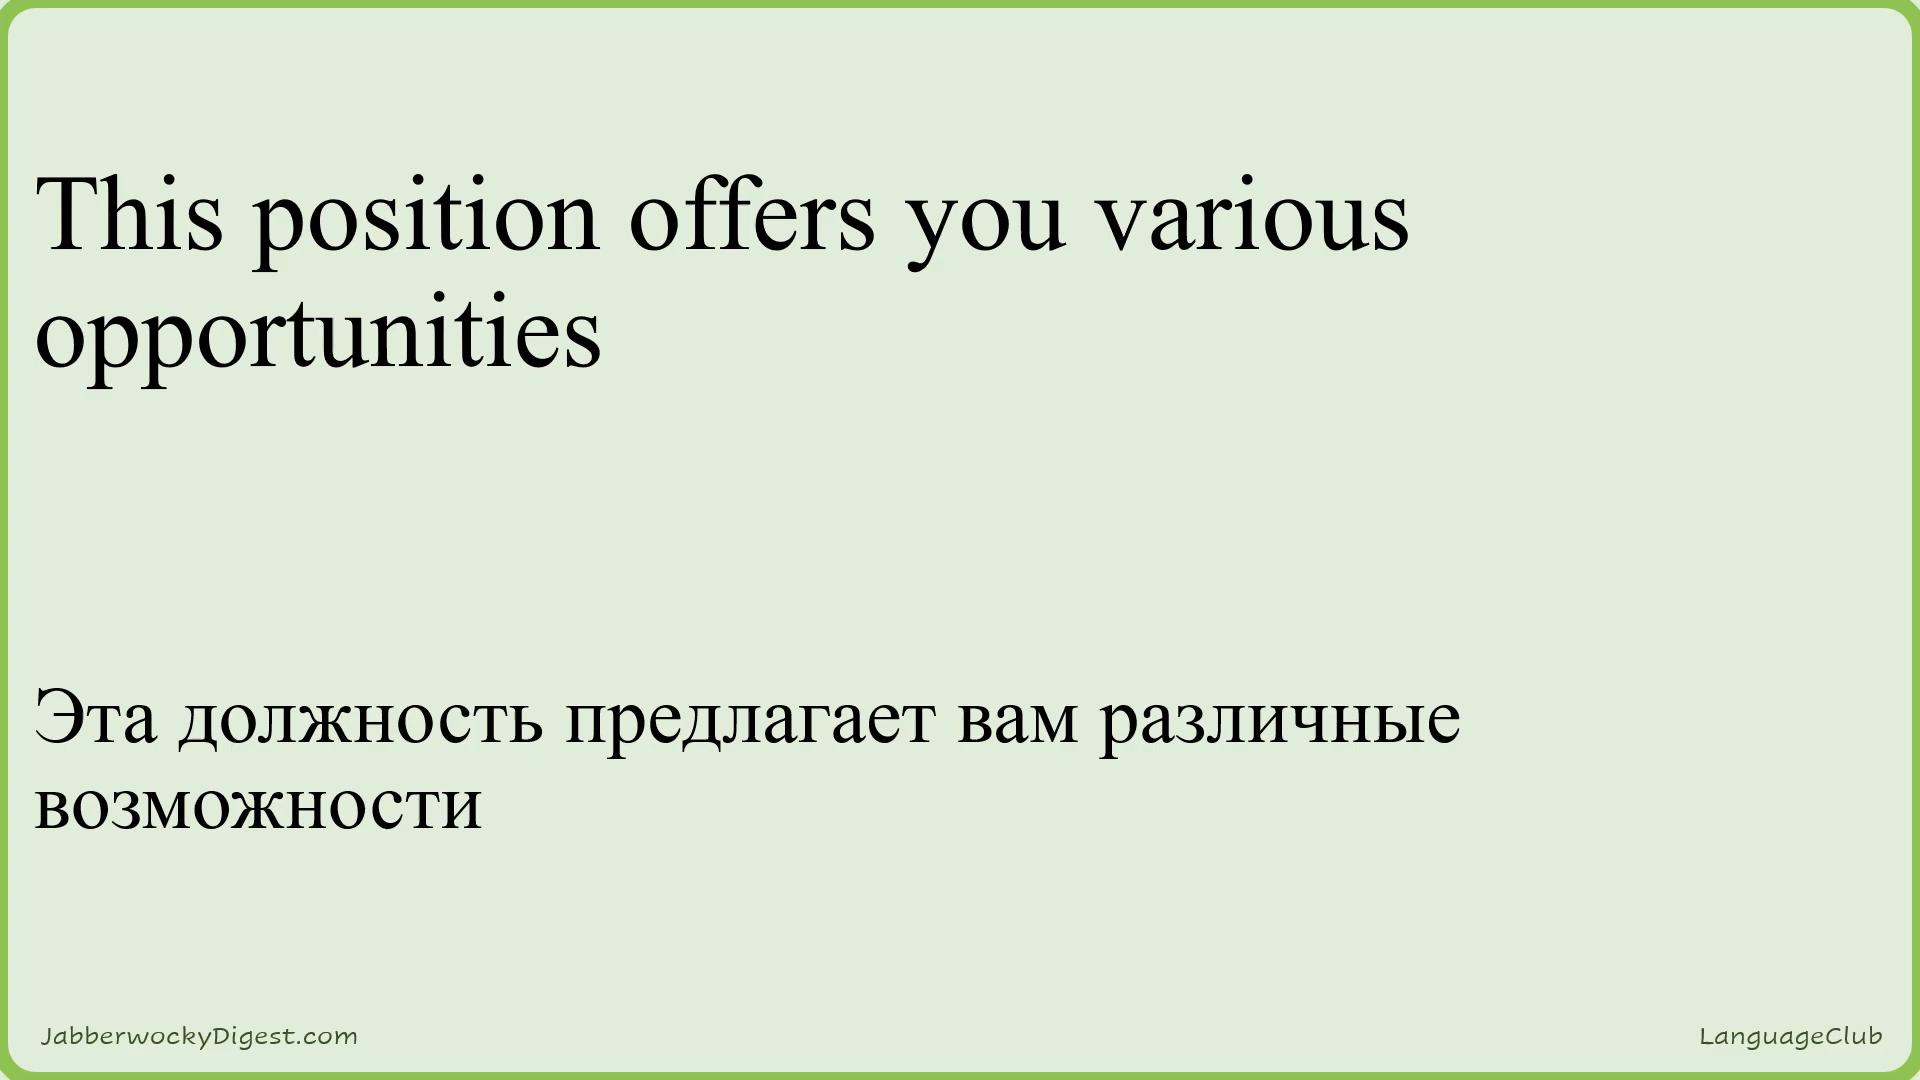 This position offers you various
opportunities
Эта должность предлагает вам различные
возможности
JabberwockyDigest.com
LanguageClub